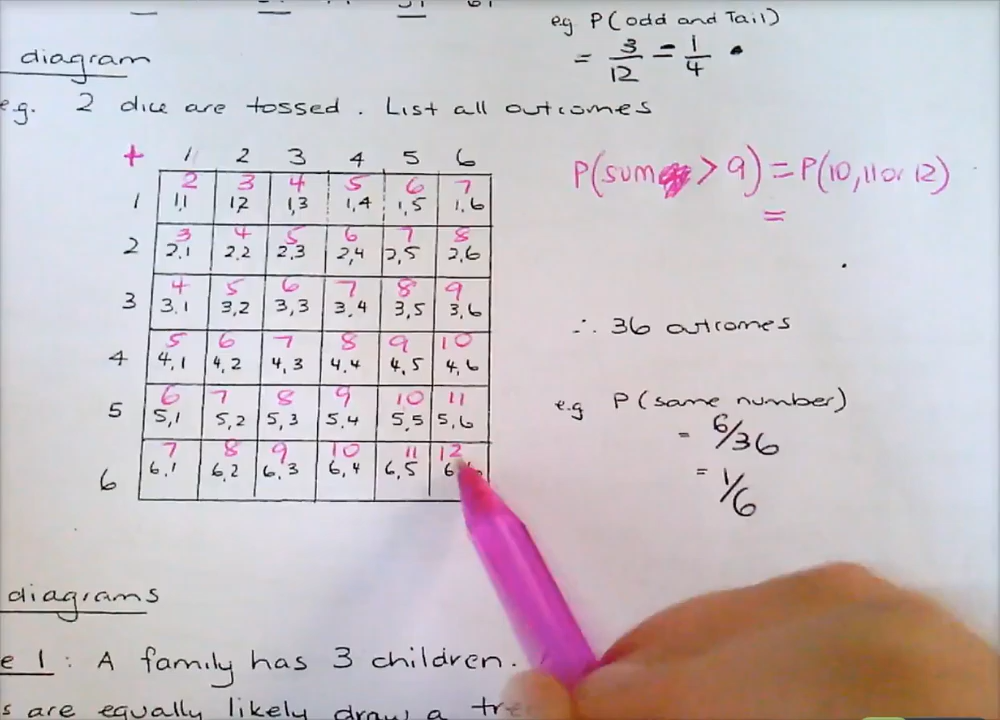 eg P(odd and Tail)
= 3/12 = 1/4
diagram
e.g. 2 dice are tossed. List all outcomes
+ 1 2 3 4 5 6
2 3 4 5 6 7
1 1,1 1,2 1,3 1,4 1,5 1,6
3 4 5 6 7 8
2 2,1 2,2 2,3 2,4 2,5 2,6
4 5 6 7 8 9
3 3,1 3,2 3,3 3,4 3,5 3,6
5 6 7 8 9 10
4 4,1 4,2 4,3 4,4 4,5 4,6
6 7 8 9 10 11
5 5,1 5,2 5,3 5,4 5,5 5,6
7 8 9 10 11 12
6 6,1 6,2 6,3 6,4 6,5 6
P(sum > 9) = P(10, 11 or 12)
=
∴ 36 outcomes
e.g P(same number)
= 6/36
= 1/6
diagrams
e 1 : A family has 3 children.
s are equally likely draw a tre